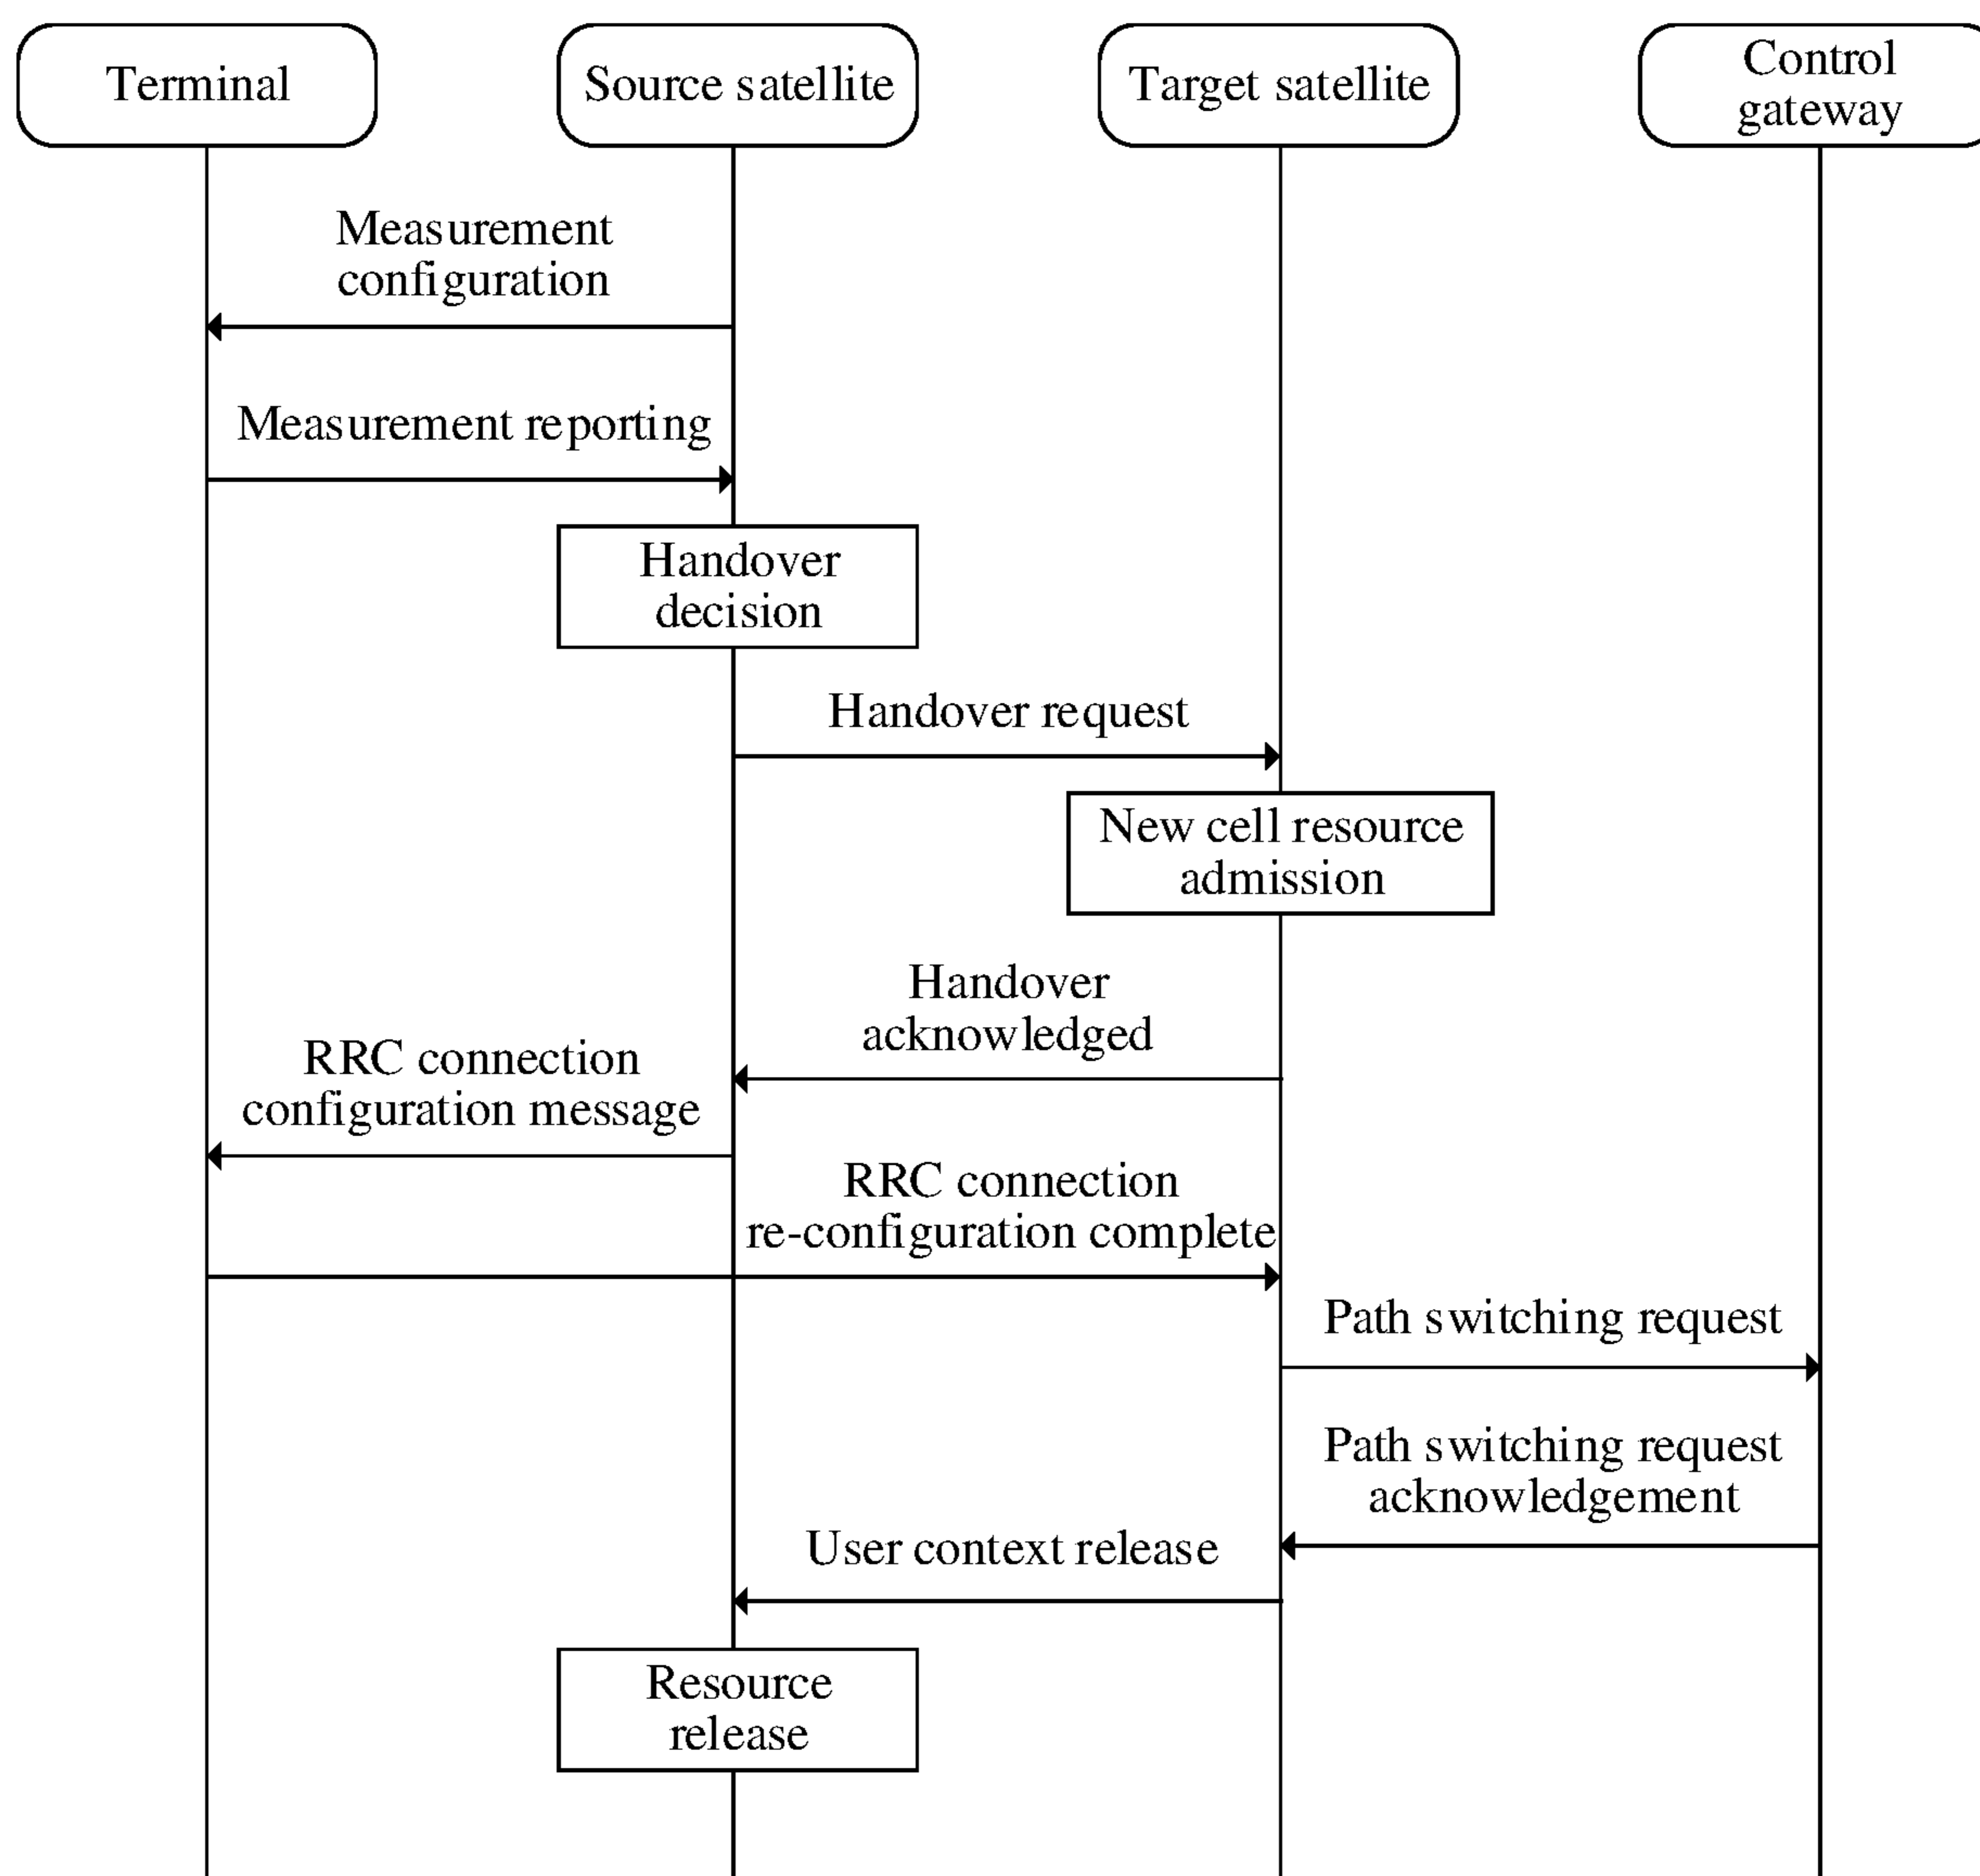 Terminal
Source satellite
Target satellite
Control
gateway
Measurement
configuration
Measurement reporting
Handover
decision
Handover request
New cell resource
admission
Handover
acknowledged
RRC connection
configuration message
RRC connection
re-configuration complete
Path switching request
Path switching request
acknowledgement
User context release
Resource
release